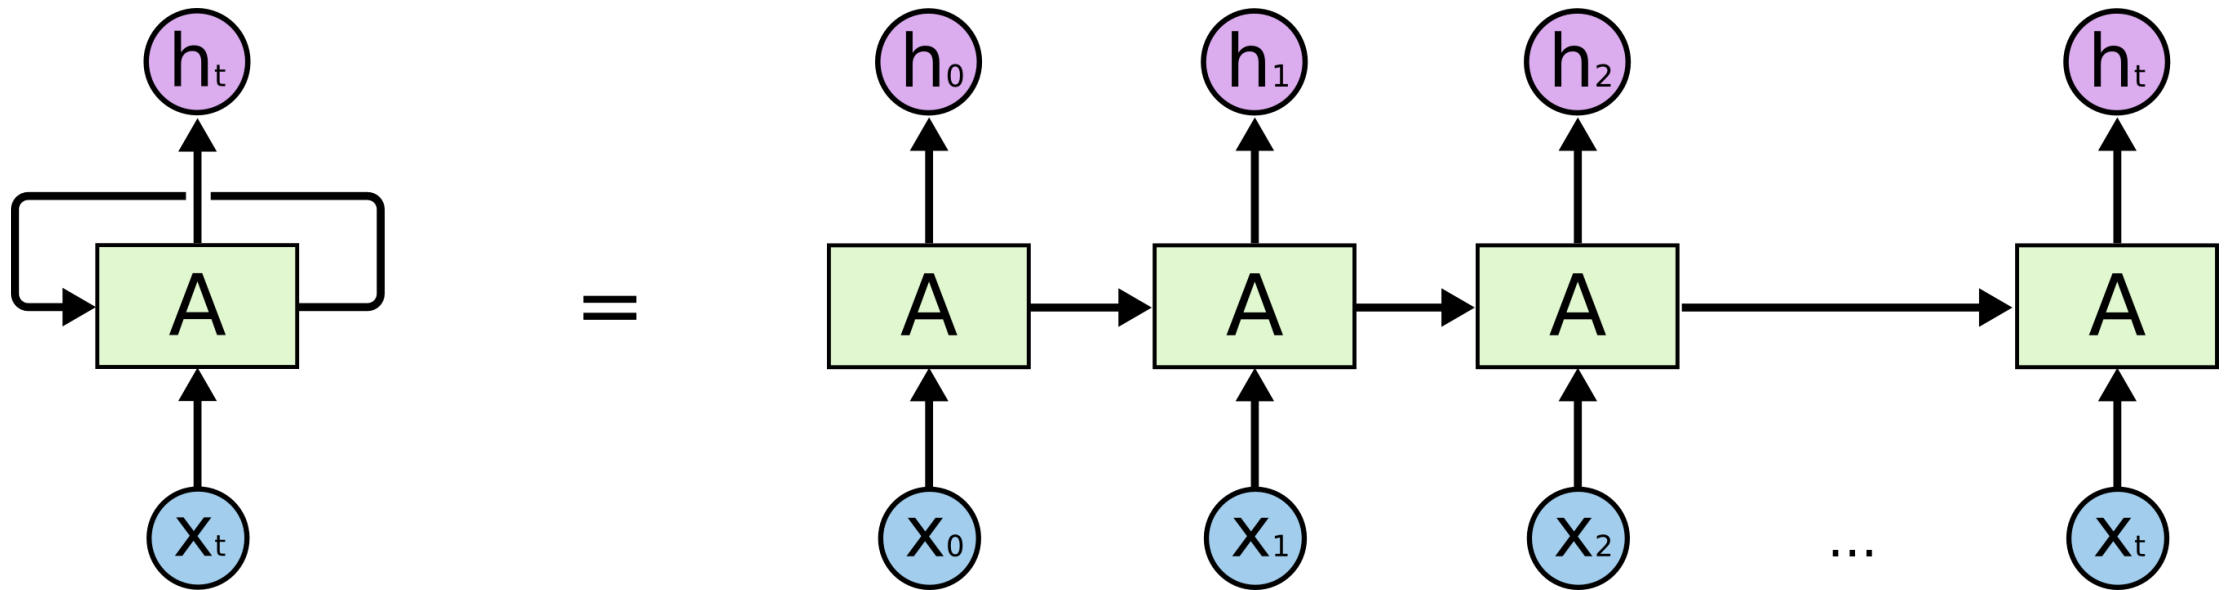 hₜ h₀ h₁ h₂ hₜ
A = A A A A
xₜ x₀ x₁ x₂ ... xₜ